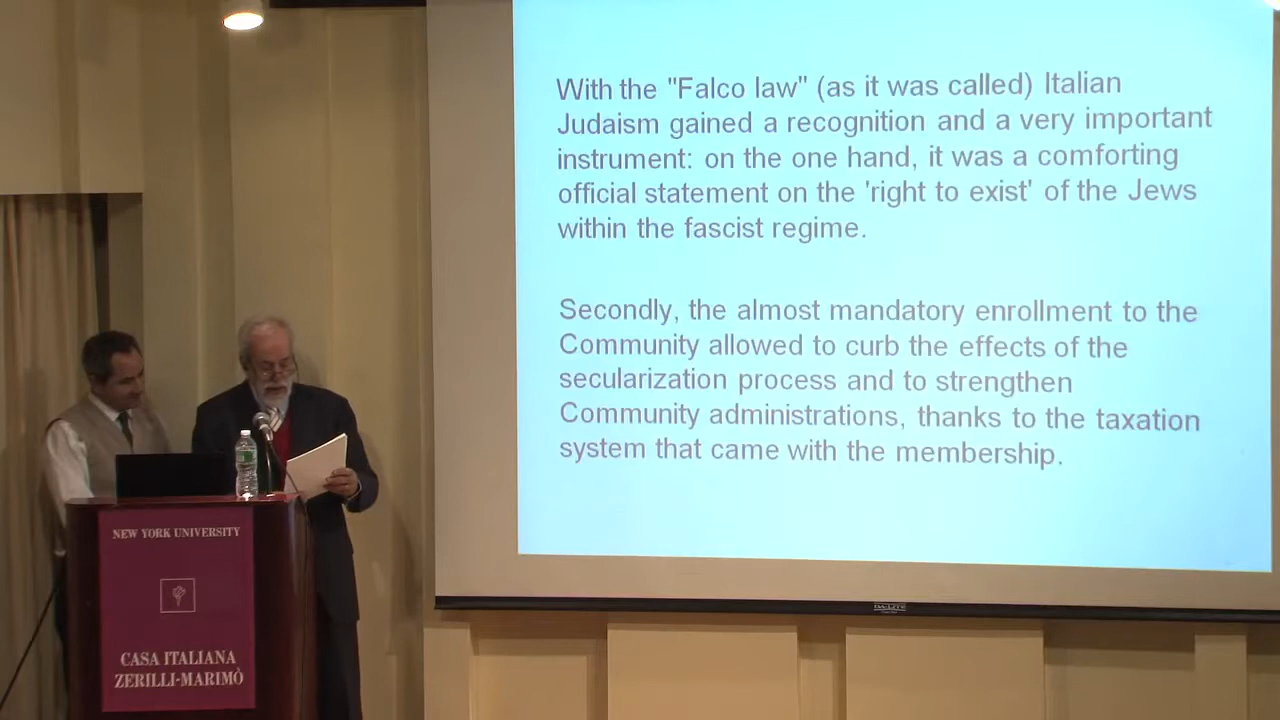 With the "Falco law" (as it was called) Italian
Judaism gained a recognition and a very important
instrument: on the one hand, it was a comforting
official statement on the 'right to exist' of the Jews
within the fascist regime.
Secondly, the almost mandatory enrollment to the
Community allowed to curb the effects of the
secularization process and to strengthen
Community administrations, thanks to the taxation
system that came with the membership.
DA-LITE
NEW YORK UNIVERSITY
CASA ITALIANA
ZERILLI-MARIMÒ